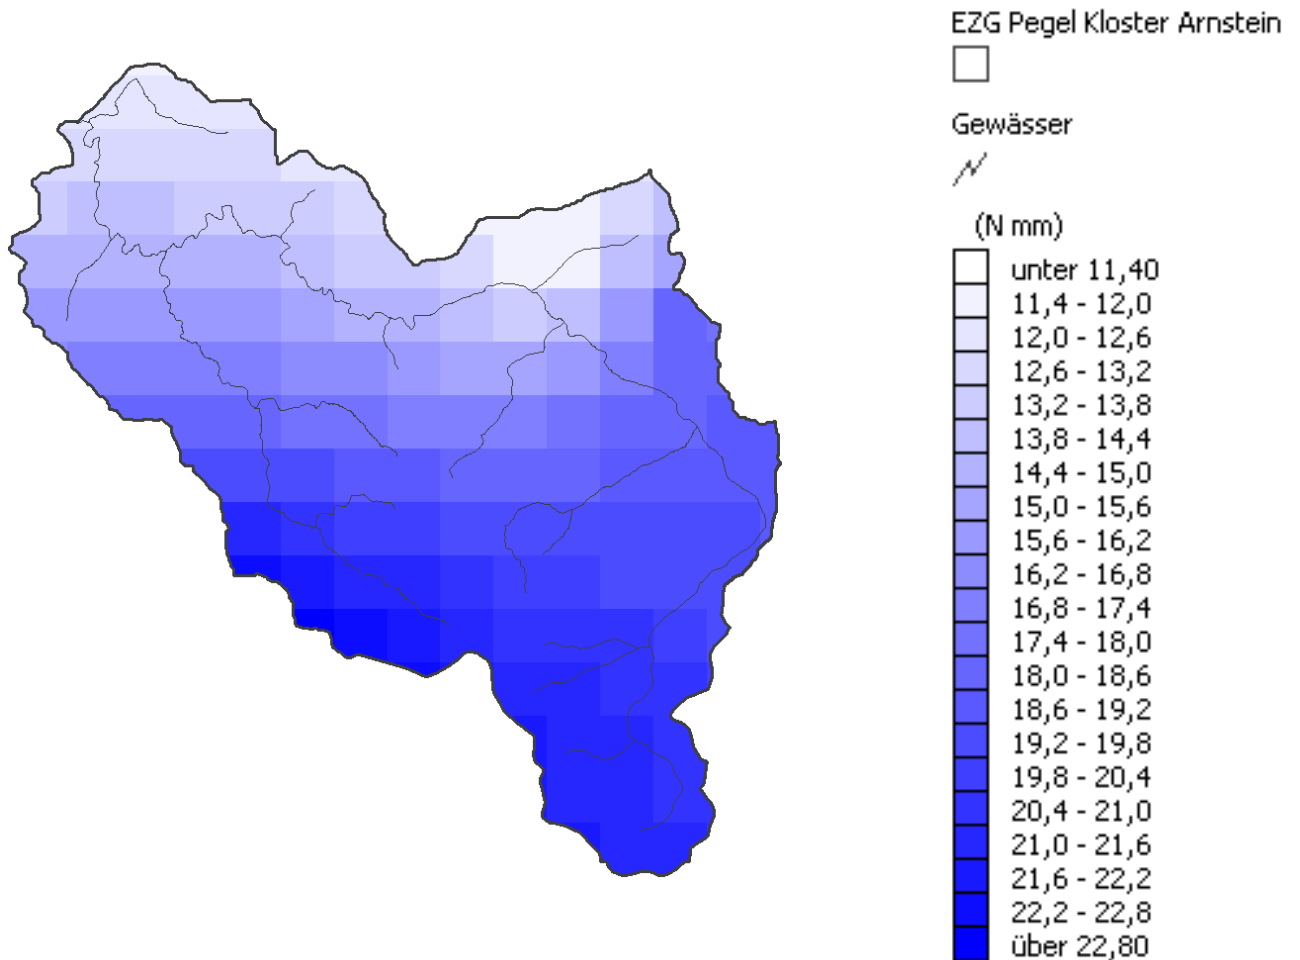 EZG Pegel Kloster Arnstein
Gewässer
(N mm)
unter 11,40
11,4 - 12,0
12,0 - 12,6
12,6 - 13,2
13,2 - 13,8
13,8 - 14,4
14,4 - 15,0
15,0 - 15,6
15,6 - 16,2
16,2 - 16,8
16,8 - 17,4
17,4 - 18,0
18,0 - 18,6
18,6 - 19,2
19,2 - 19,8
19,8 - 20,4
20,4 - 21,0
21,0 - 21,6
21,6 - 22,2
22,2 - 22,8
über 22,80